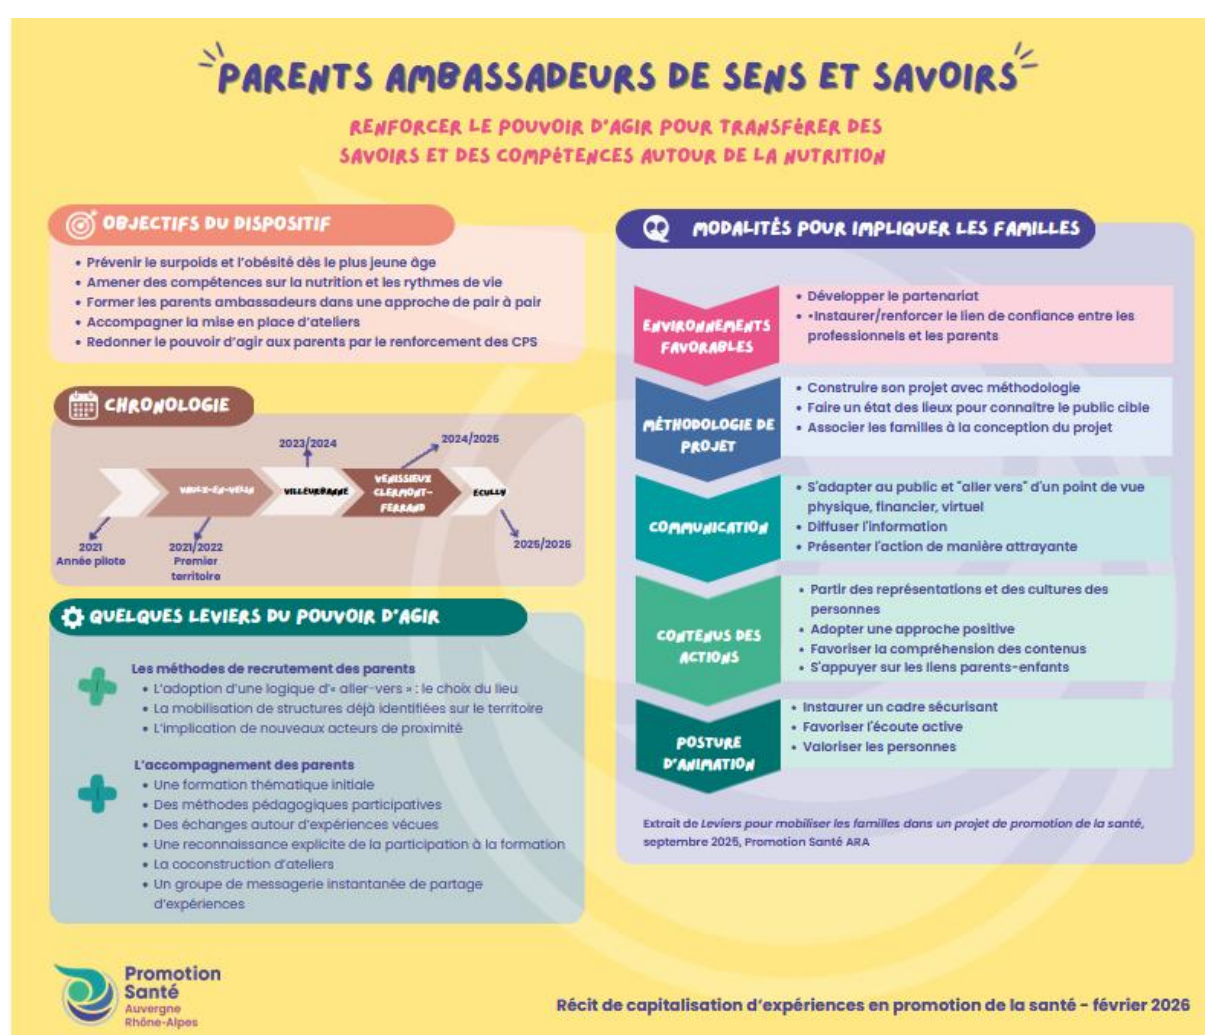 PARENTS AMBASSADEURS DE SENS ET SAVOIRS
RENFORCER LE POUVOIR D'AGIR POUR TRANSFÉRER DES
SAVOIRS ET DES COMPÉTENCES AUTOUR DE LA NUTRITION
OBJECTIFS DU DISPOSITIF
• Prévenir le surpoids et l'obésité dès le plus jeune âge
• Amener des compétences sur la nutrition et les rythmes de vie
• Former les parents ambassadeurs dans une approche de pair à pair
• Accompagner la mise en place d'ateliers
• Redonner le pouvoir d'agir aux parents par le renforcement des CPS
CHRONOLOGIE
2023/2024
2024/2025
VAULX-EN-VELIN
VILLEURBANNE
VÉNISSIEUX
CLERMONT-
FERRAND
ECULLY
2021
Année pilote
2021/2022
Premier
territoire
2025/2026
QUELQUES LEVIERS DU POUVOIR D'AGIR
Les méthodes de recrutement des parents
• L'adoption d'une logique d'« aller-vers » : le choix du lieu
• La mobilisation de structures déjà identifiées sur le territoire
• L'implication de nouveaux acteurs de proximité
L'accompagnement des parents
• Une formation thématique initiale
• Des méthodes pédagogiques participatives
• Des échanges autour d'expériences vécues
• Une reconnaissance explicite de la participation à la formation
• La coconstruction d'ateliers
• Un groupe de messagerie instantanée de partage
d'expériences
MODALITÉS POUR IMPLIQUER LES FAMILLES
ENVIRONNEMENTS
FAVORABLES
• Développer le partenariat
• •Instaurer/renforcer le lien de confiance entre les
professionnels et les parents
MÉTHODOLOGIE DE
PROJET
• Construire son projet avec méthodologie
• Faire un état des lieux pour connaître le public cible
• Associer les familles à la conception du projet
COMMUNICATION
• S'adapter au public et "aller vers" d'un point de vue
physique, financier, virtuel
• Diffuser l'information
• Présenter l'action de manière attrayante
CONTENUS DES
ACTIONS
• Partir des représentations et des cultures des
personnes
• Adopter une approche positive
• Favoriser la compréhension des contenus
• S'appuyer sur les liens parents-enfants
POSTURE
D'ANIMATION
• Instaurer un cadre sécurisant
• Favoriser l'écoute active
• Valoriser les personnes
Extrait de Leviers pour mobiliser les familles dans un projet de promotion de la santé,
septembre 2025, Promotion Santé ARA
Promotion
Santé
Auvergne
Rhône-Alpes
Récit de capitalisation d'expériences en promotion de la santé - février 2026